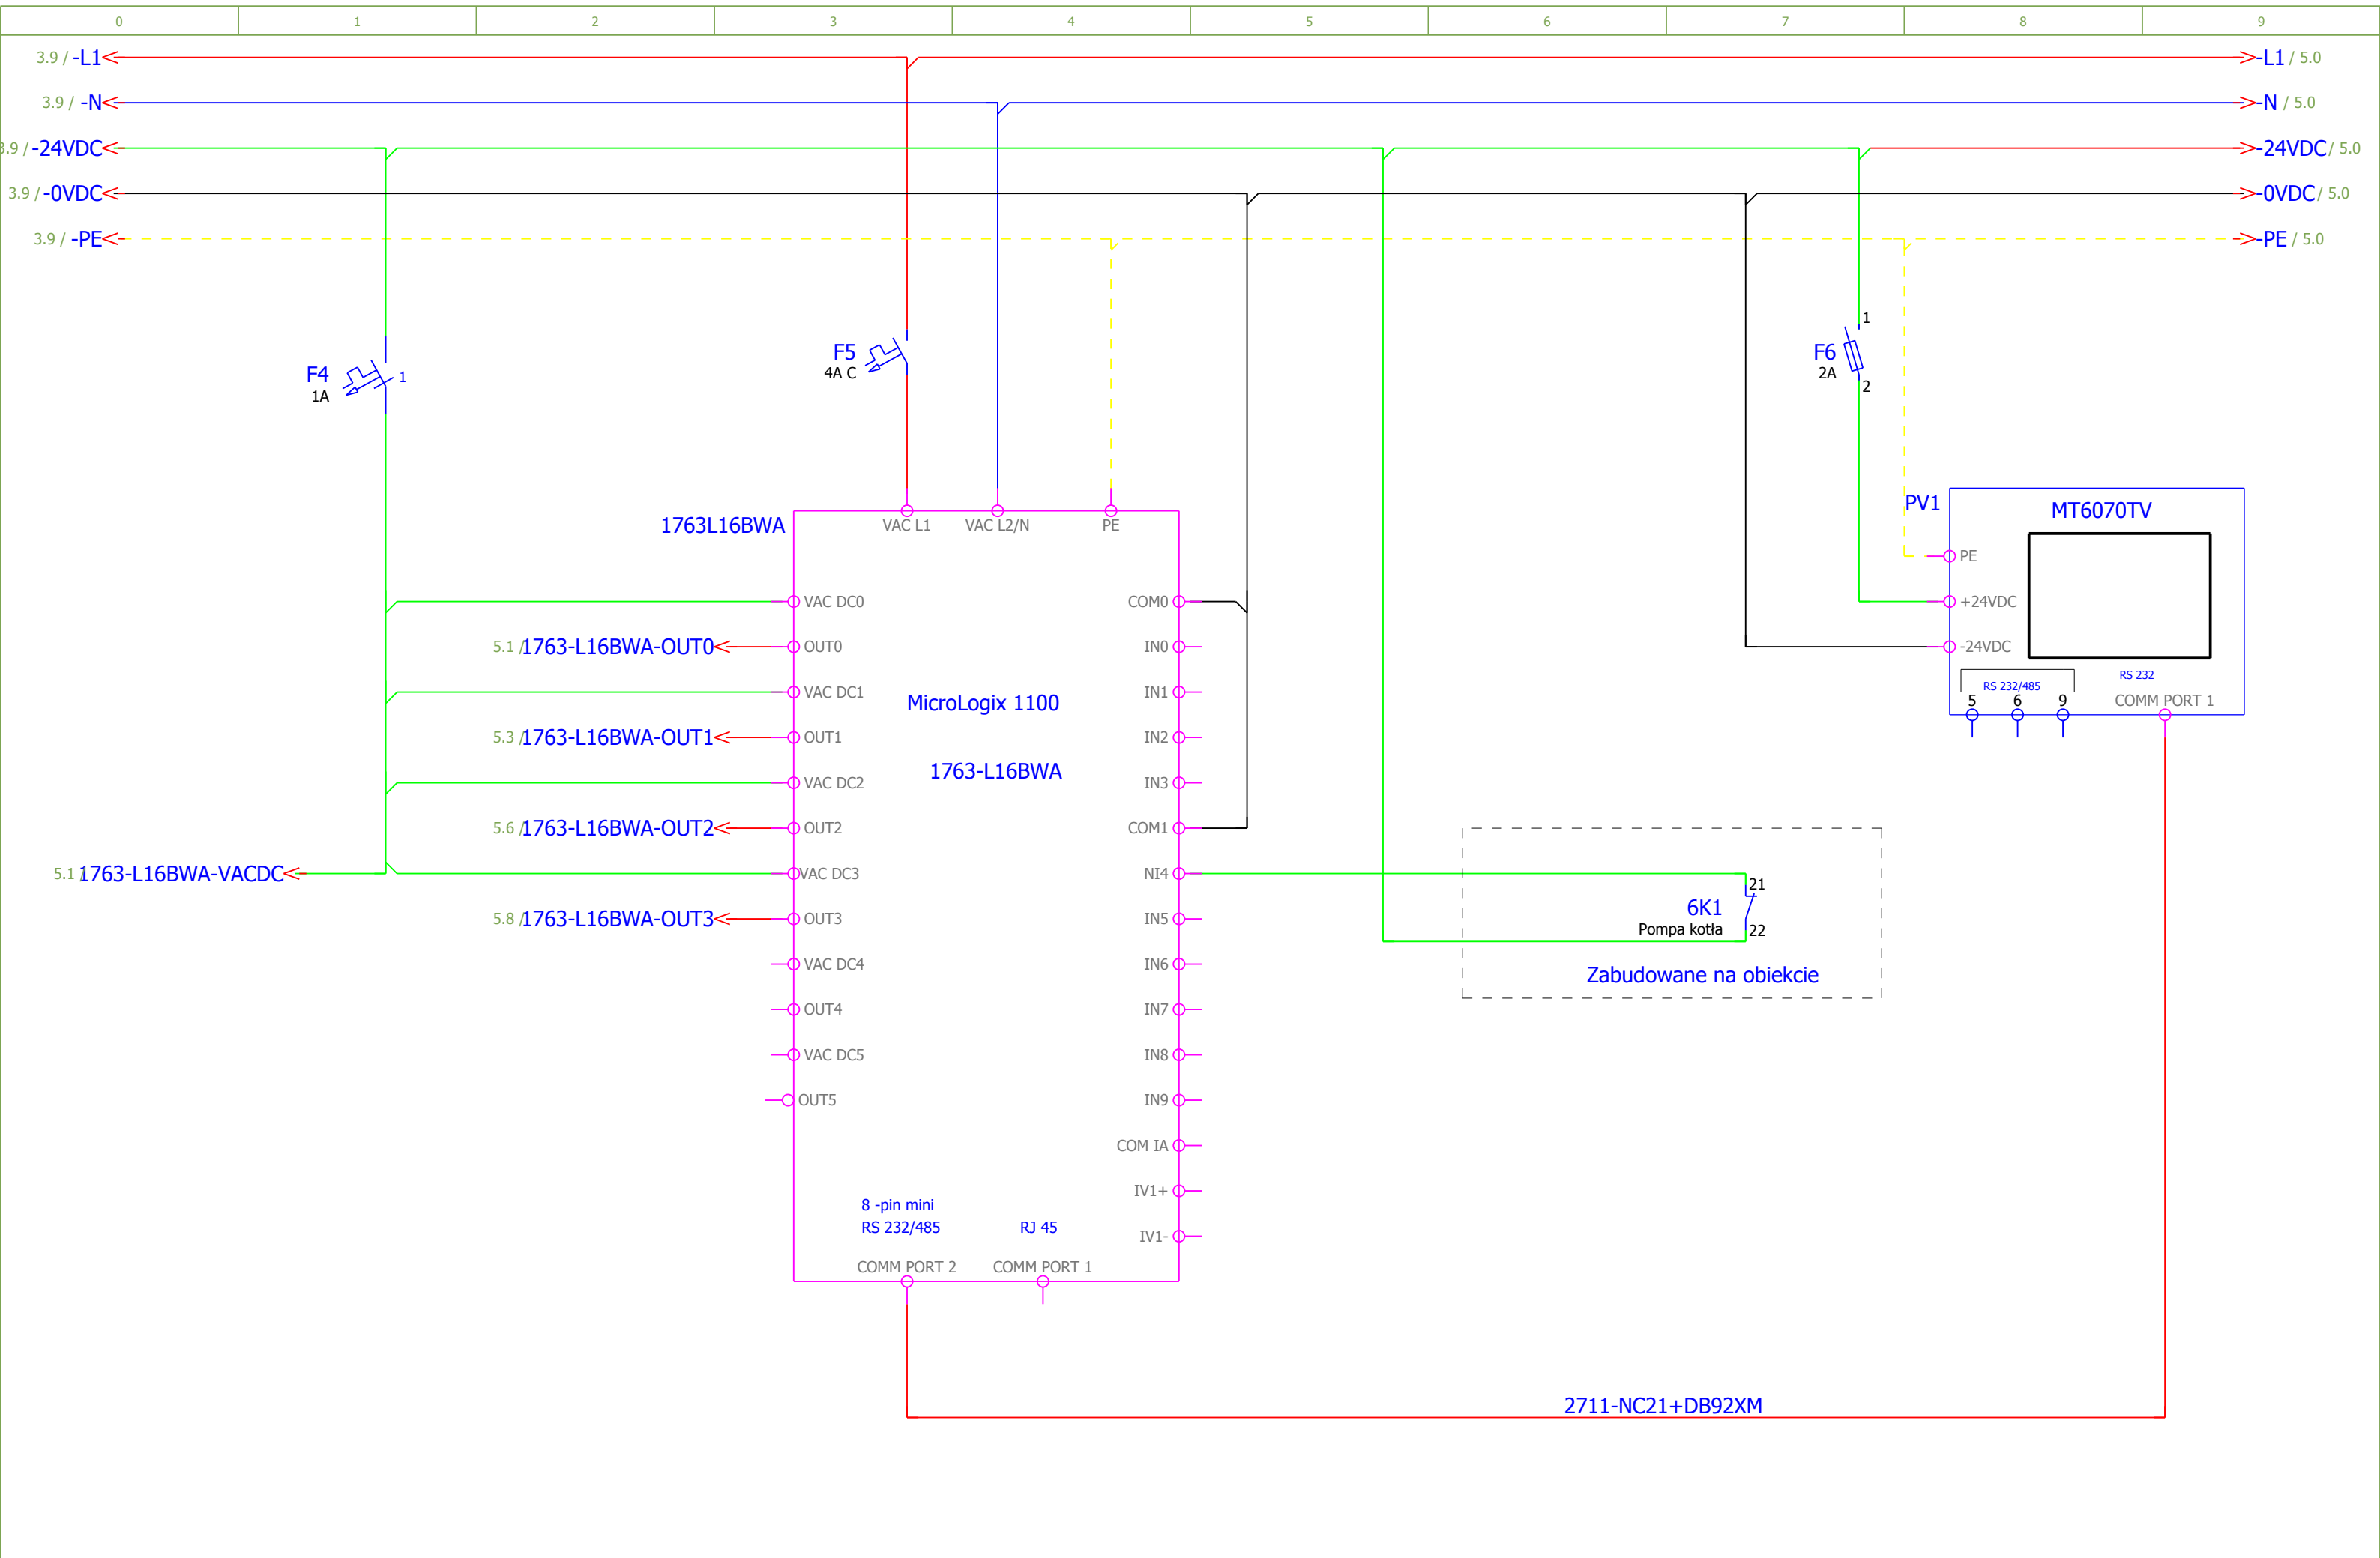 0 1 2 3 4 5 6 7 8 9
3.9 / -L1 -L1 / 5.0
3.9 / -N -N / 5.0
3.9 / -24VDC -24VDC / 5.0
3.9 / -0VDC -0VDC / 5.0
3.9 / -PE -PE / 5.0
F4
1A
1
F5
4A C
F6
2A
1
2
1763L16BWA
VAC L1 VAC L2/N PE
VAC DC0
5.1 / 1763-L16BWA-OUT0 OUT0
VAC DC1
5.3 / 1763-L16BWA-OUT1 OUT1
VAC DC2
5.6 / 1763-L16BWA-OUT2 OUT2
5.1 / 1763-L16BWA-VACDC VAC DC3
5.8 / 1763-L16BWA-OUT3 OUT3
VAC DC4
OUT4
VAC DC5
OUT5
MicroLogix 1100
1763-L16BWA
COM0
IN0
IN1
IN2
IN3
COM1
NI4
IN5
IN6
IN7
IN8
IN9
COM IA
IV1+
IV1-
8 -pin mini
RS 232/485 RJ 45
COMM PORT 2 COMM PORT 1
PV1
MT6070TV
PE
+24VDC
-24VDC
RS 232/485 RS 232
5 6 9 COMM PORT 1
21
6K1
Pompa kotła
22
Zabudowane na obiekcie
2711-NC21+DB92XM